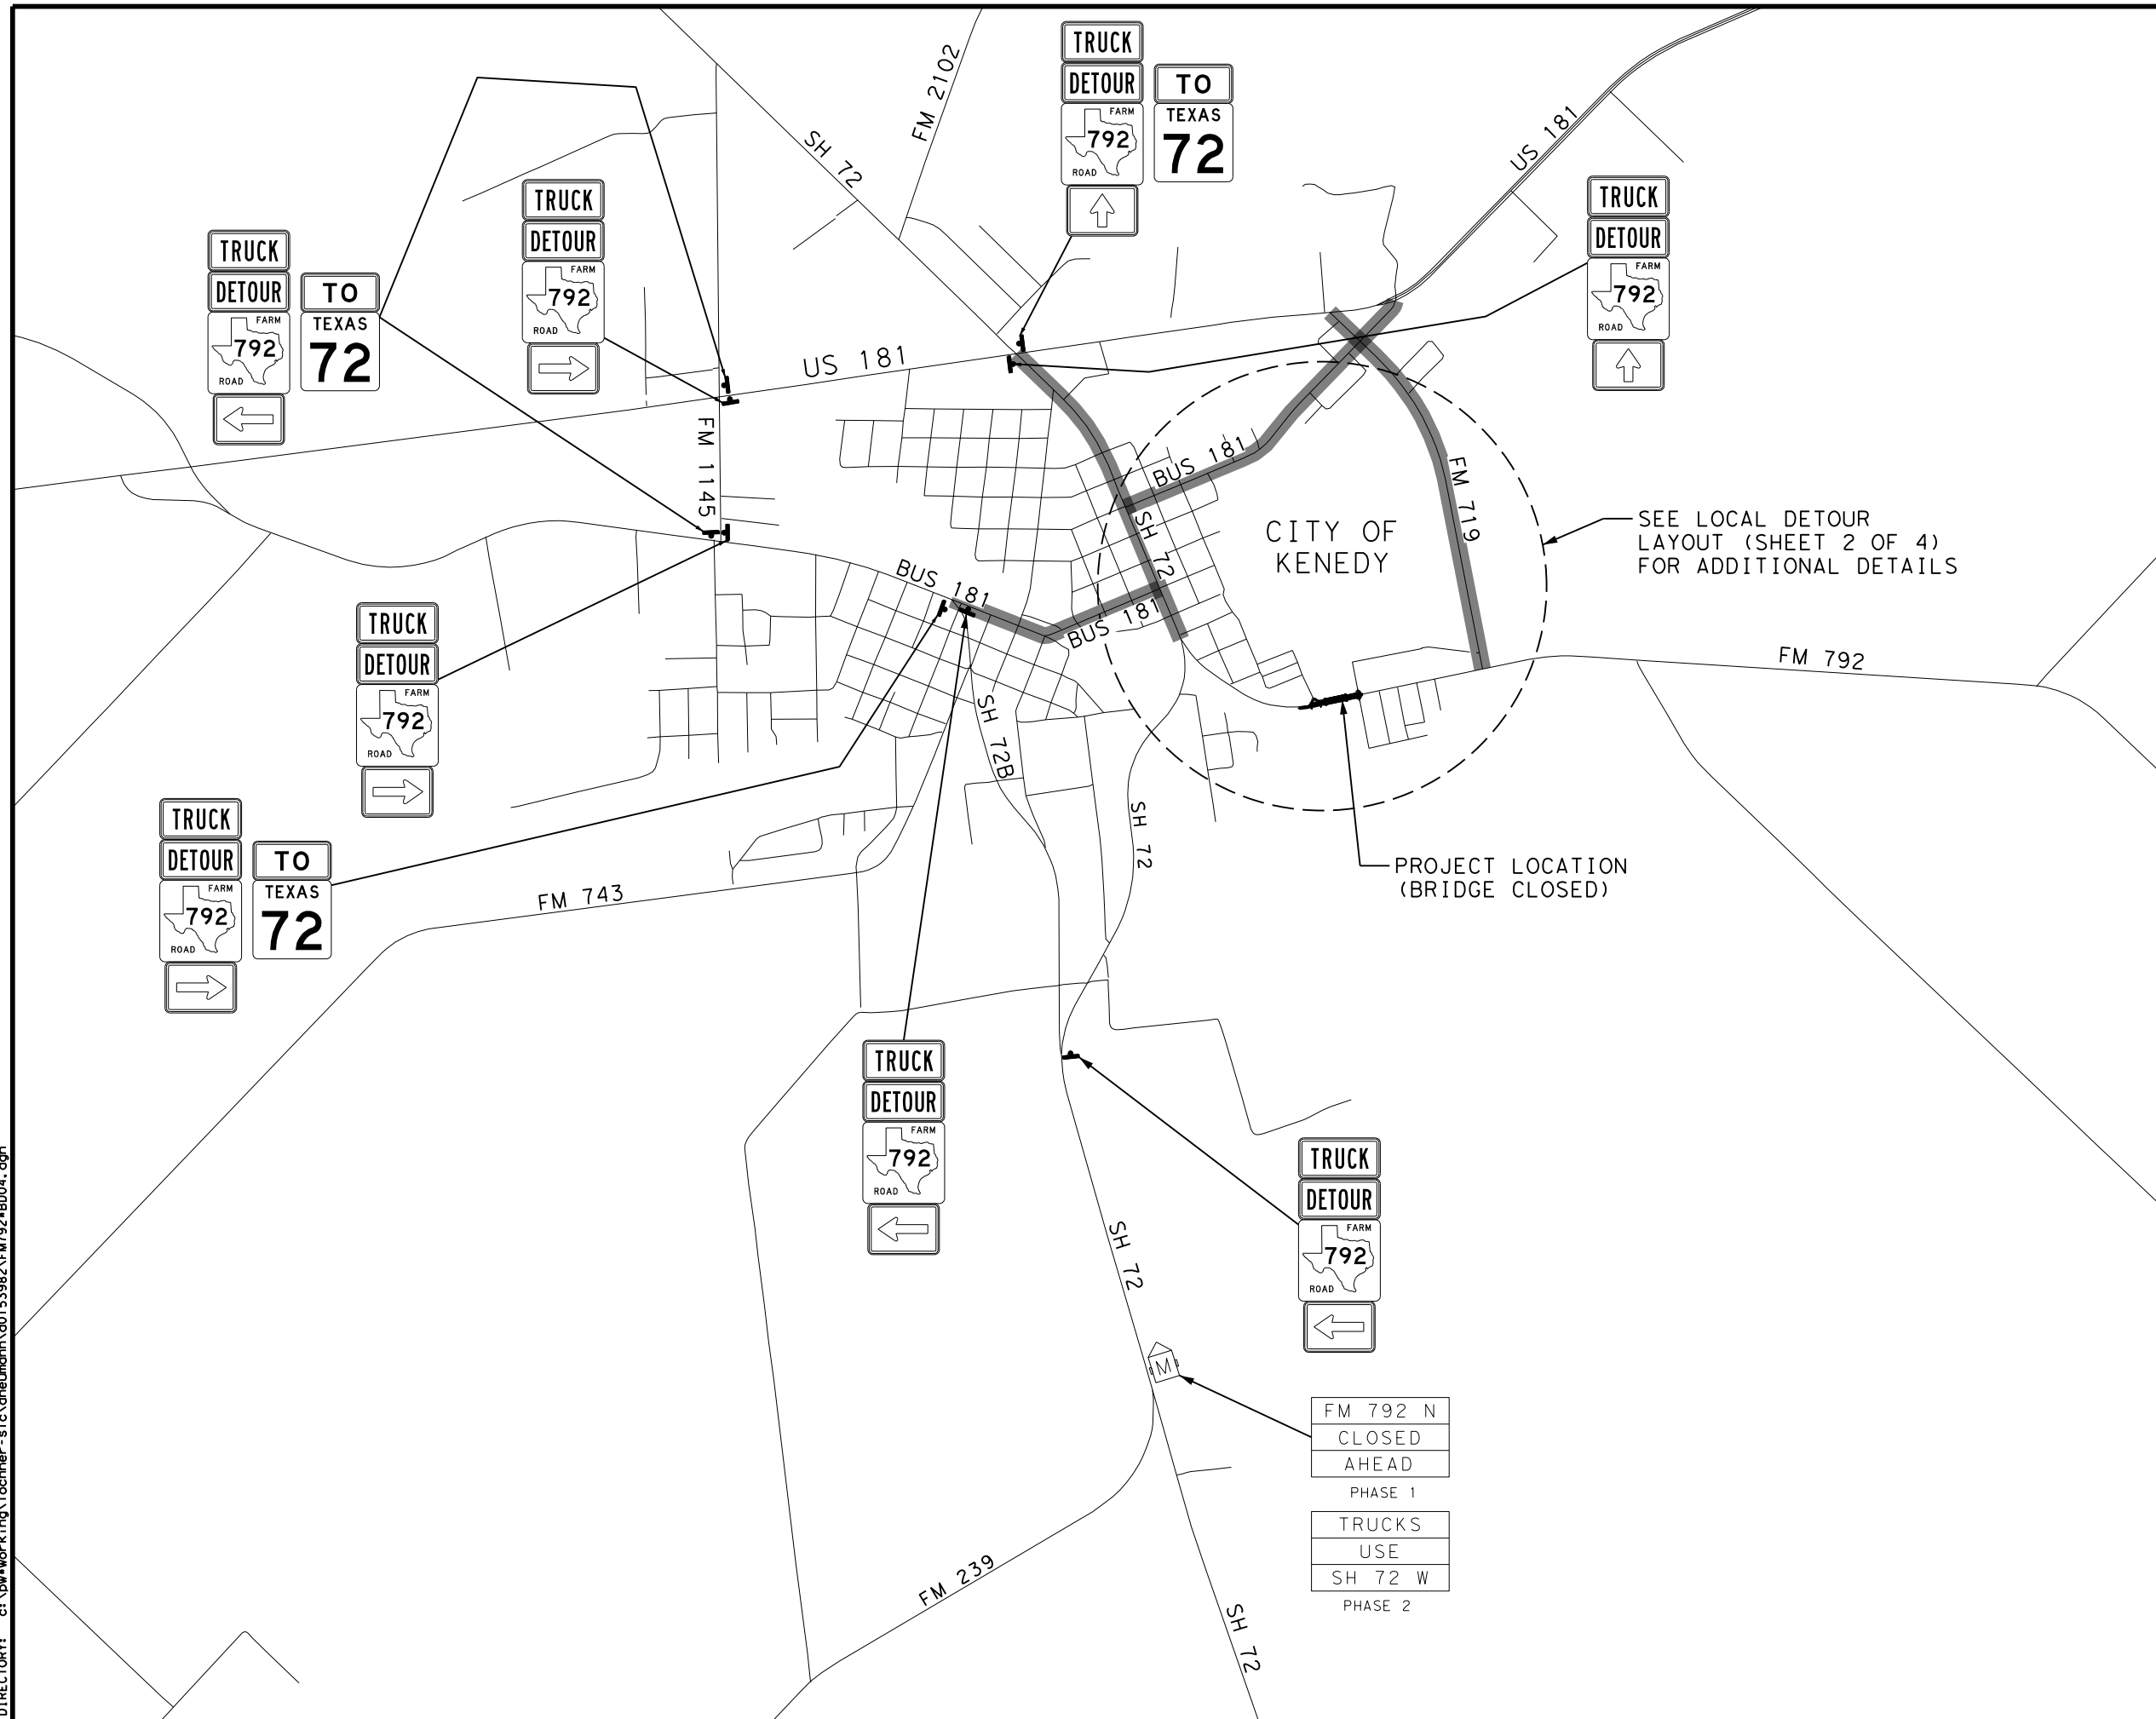 TRUCK
DETOUR
FARM
792
ROAD
TO
TEXAS
72
FM 2102
SH 72
US 181
TRUCK
DETOUR
FARM
792
ROAD
TRUCK
DETOUR
FARM
792
ROAD
TRUCK
DETOUR
FARM
792
ROAD
TO
TEXAS
72
US 181
FM 1145
BUS 181
FM 719
SH 72
CITY OF
KENEDY
SEE LOCAL DETOUR
LAYOUT (SHEET 2 OF 4)
FOR ADDITIONAL DETAILS
BUS 181
BUS 181
FM 792
TRUCK
DETOUR
FARM
792
ROAD
SH 72B
SH 72
TRUCK
DETOUR
FARM
792
ROAD
TO
TEXAS
72
PROJECT LOCATION
(BRIDGE CLOSED)
FM 743
TRUCK
DETOUR
FARM
792
ROAD
TRUCK
DETOUR
FARM
792
ROAD
SH 72
M
FM 792 N
CLOSED
AHEAD
PHASE 1
TRUCKS
USE
SH 72 W
PHASE 2
FM 239
SH 72
DIRECTORY: